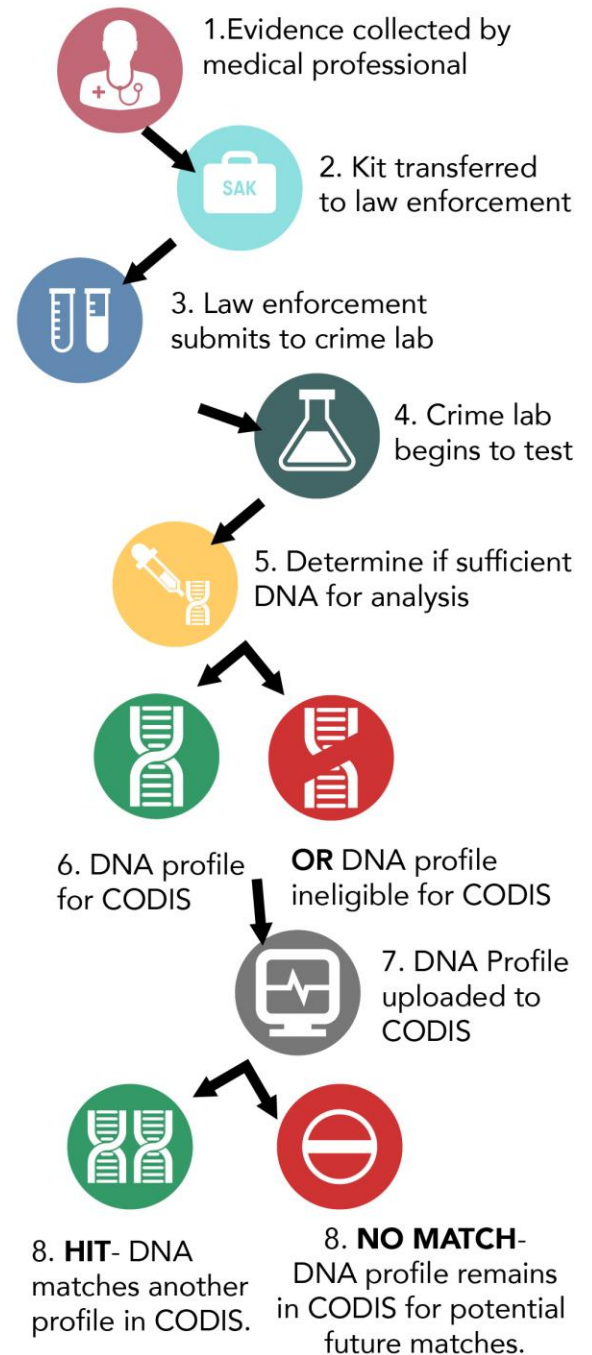 1.Evidence collected by
medical professional
SAK
2. Kit transferred
to law enforcement
3. Law enforcement
submits to crime lab
4. Crime lab
begins to test
5. Determine if sufficient
DNA for analysis
6. DNA profile
for CODIS
OR DNA profile
ineligible for CODIS
7. DNA Profile
uploaded to
CODIS
8. HIT- DNA
matches another
profile in CODIS.
8. NO MATCH-
DNA profile remains
in CODIS for potential
future matches.